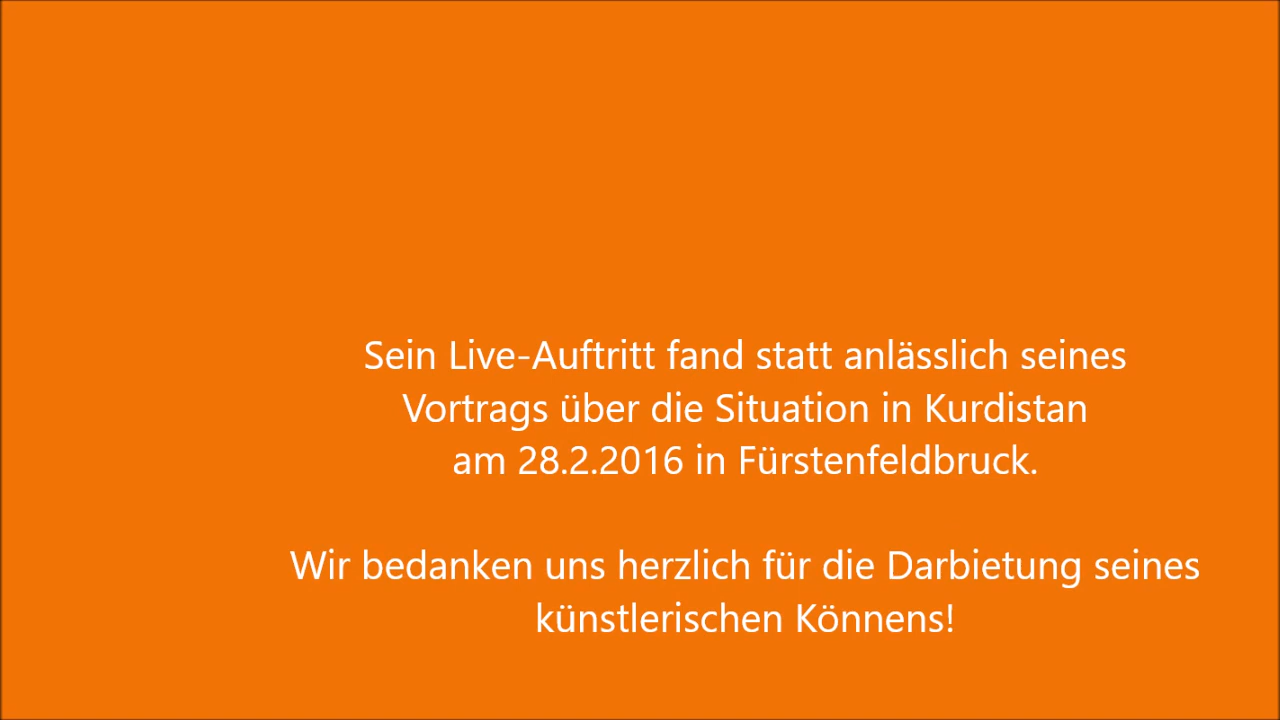 Sein Live-Auftritt fand statt anlässlich seines
Vortrags über die Situation in Kurdistan
am 28.2.2016 in Fürstenfeldbruck.
Wir bedanken uns herzlich für die Darbietung seines
künstlerischen Könnens!